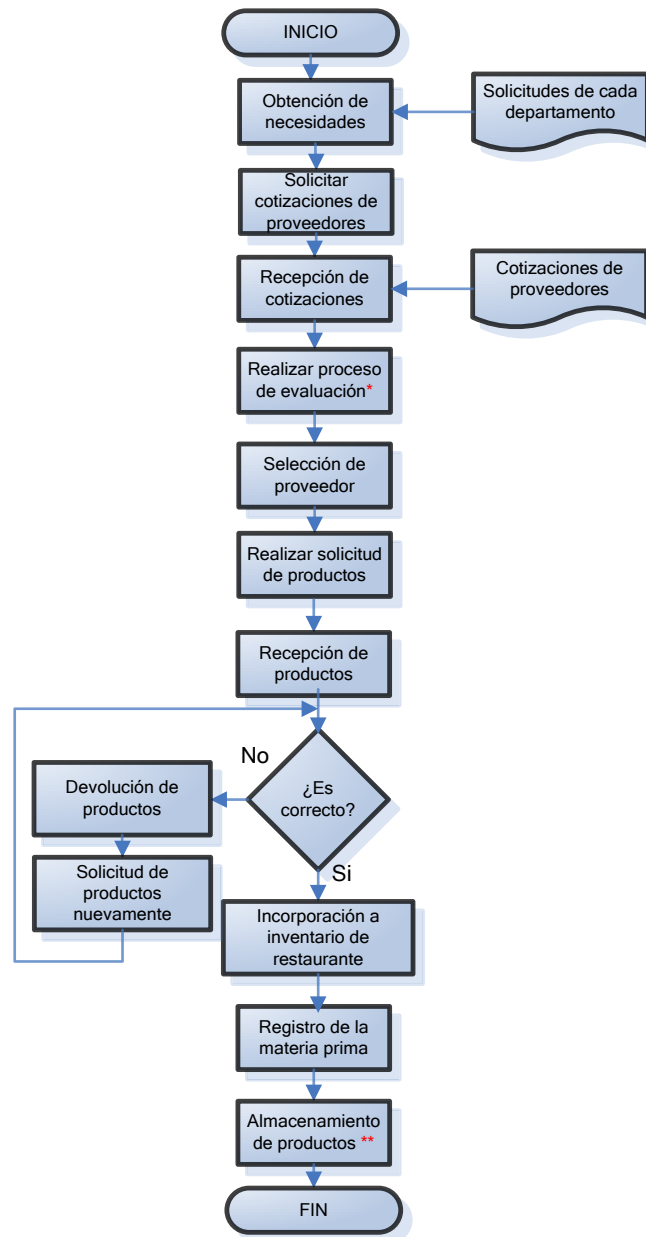 INICIO
Obtención de
necesidades
Solicitudes de cada
departamento
Solicitar
cotizaciones de
proveedores
Recepción de
cotizaciones
Cotizaciones de
proveedores
Realizar proceso
de evaluación*
Selección de
proveedor
Realizar solicitud
de productos
Recepción de
productos
No
¿Es
correcto?
Devolución de
productos
Solicitud de
productos
nuevamente
Si
Incorporación a
inventario de
restaurante
Registro de la
materia prima
Almacenamiento
de productos **
FIN